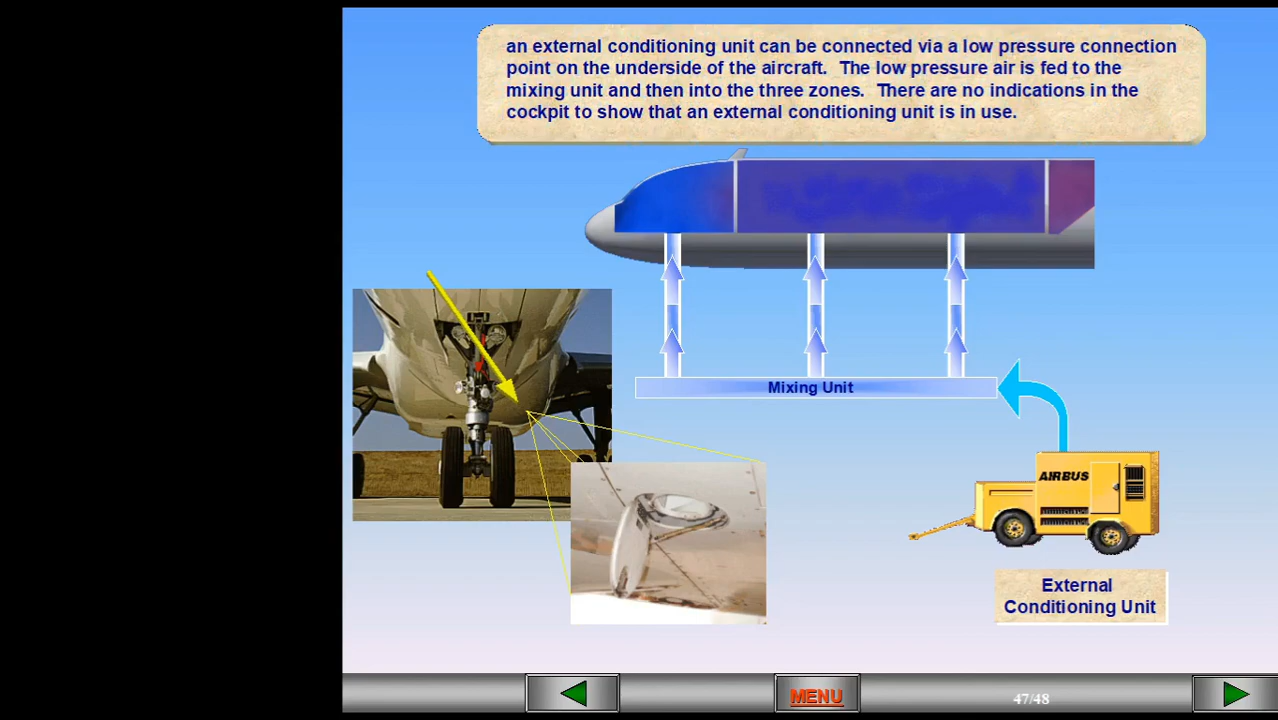 an external conditioning unit can be connected via a low pressure connection
point on the underside of the aircraft. The low pressure air is fed to the
mixing unit and then into the three zones. There are no indications in the
cockpit to show that an external conditioning unit is in use.
Mixing Unit
AIRBUS
External
Conditioning Unit
MENU
47/48